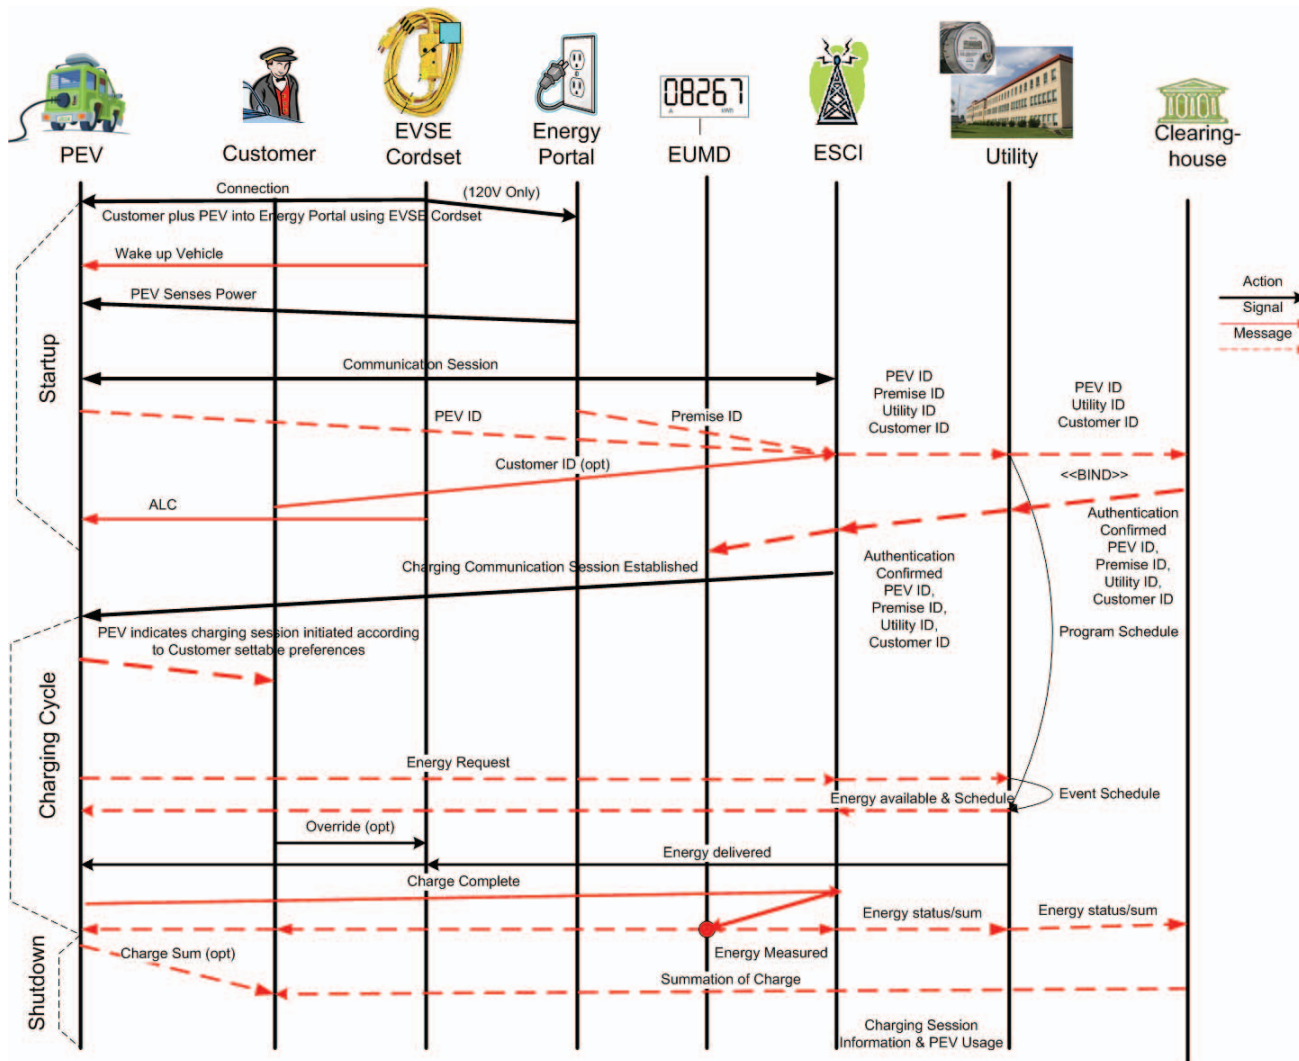 08267
PEV
Customer
EVSE
Cordset
Energy
Portal
EUMD
ESCI
Utility
Clearing-
house
Connection
(120V Only)
Customer plus PEV into Energy Portal using EVSE Cordset
Wake up Vehicle
PEV Senses Power
Action
Signal
Message
Startup
Communication Session
PEV ID
Premise ID
Utility ID
Customer ID
PEV ID
Utility ID
Customer ID
PEV ID
Premise ID
Customer ID (opt)
<<BIND>>
ALC
Authentication
Confirmed
PEV ID,
Premise ID,
Utility ID,
Customer ID
Charging Communication Session Established
Authentication
Confirmed
PEV ID,
Premise ID,
Utility ID,
Customer ID
Program Schedule
PEV indicates charging session initiated according
to Customer settable preferences
Charging Cycle
Energy Request
Energy available & Schedule
Event Schedule
Override (opt)
Energy delivered
Charge Complete
Energy status/sum
Energy status/sum
Shutdown
Charge Sum (opt)
Energy Measured
Summation of Charge
Charging Session
Information & PEV Usage